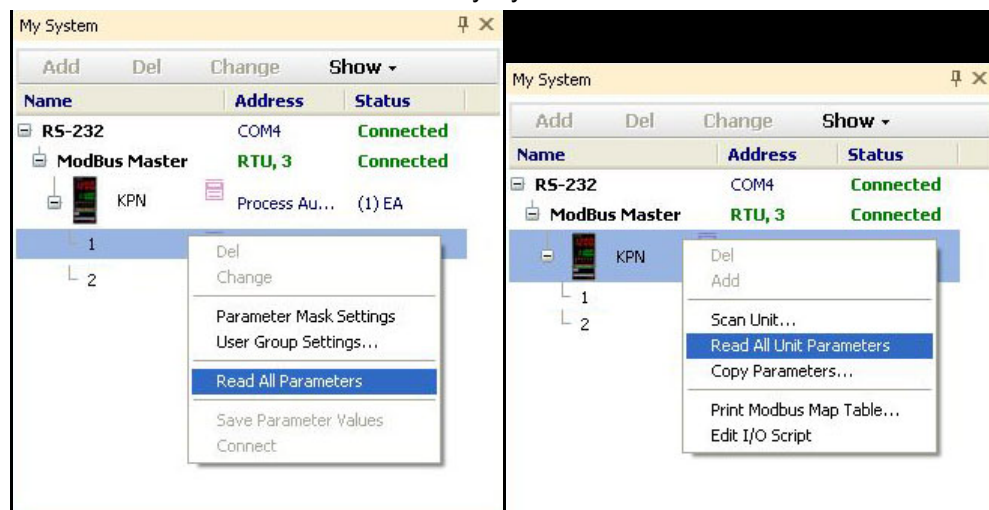 My System
Add Del Change Show
Name Address Status
RS-232 COM4 Connected
ModBus Master RTU, 3 Connected
KPN Process Au... (1) EA
1
2
Del
Change
Parameter Mask Settings
User Group Settings...
Read All Parameters
Save Parameter Values
Connect
My System
Add Del Change Show
Name Address Status
RS-232 COM4 Connected
ModBus Master RTU, 3 Connected
KPN
1
2
Del
Add
Scan Unit...
Read All Unit Parameters
Copy Parameters...
Print Modbus Map Table...
Edit I/O Script